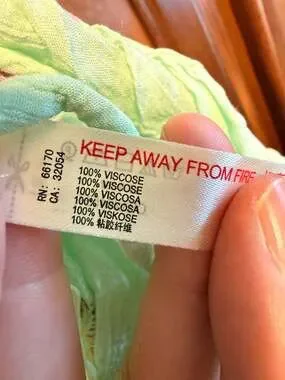 KEEP AWAY FROM FIRE
RN: 66170
CA: 32054
100% VISCOSE
100% VISCOSE
100% VISCOSA
100% VISCOSA
100% VISKOSE
100% 粘胶纤维